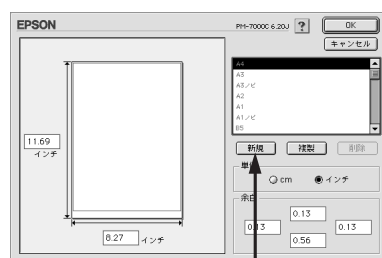 EPSON
PM-7000C 6.20J ? OK
キャンセル
A4
A3
A3ノビ
A2
A1
A1ノビ
B5
新規 複製 削除
単位
cm インチ
余白
0.13
0.13 0.13
0.56
11.69
インチ
8.27 インチ